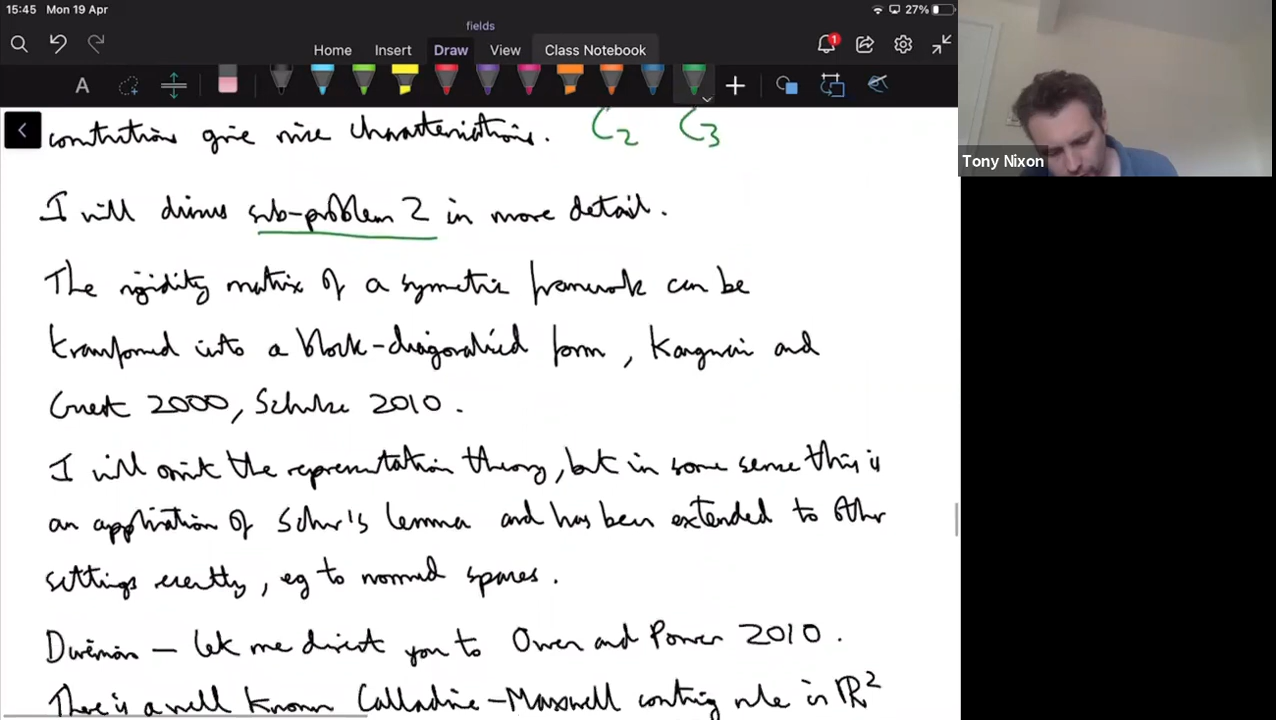 15:45 Mon 19 Apr
27%
fields
Home Insert Draw View Class Notebook
1
A
Tony Nixon
give nice characterisations. C2 C3
I will discuss sub-problem 2 in more detail.
The rigidity matrix of a symmetric framework can be
transformed into a block-diagonalised form, Kangwai and
Guest 2000, Schulze 2010.
I will omit the representation theory, but in some sense this is
an application of Schur's lemma and has been extended to other
settings recently, eg to normed spaces.
Diversion — let me direct you to Owen and Power 2010.
There is a well known Calladine-Maxwell counting rule in ℝ²